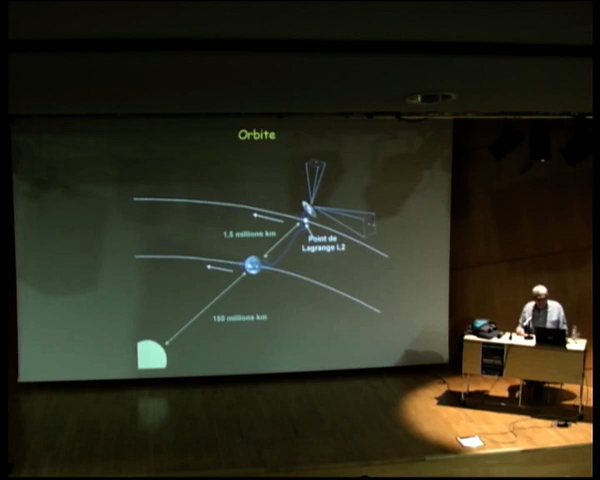 Orbite
1,5 millions km
Point de
Lagrange L2
150 millions km